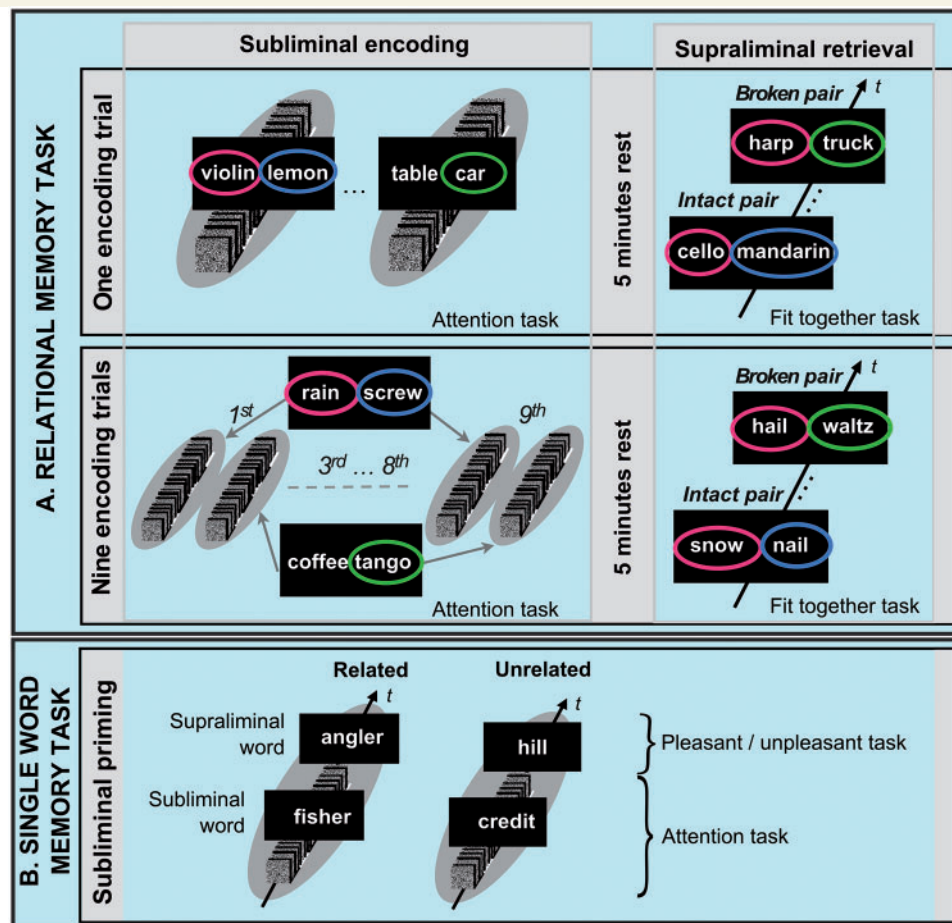 A. RELATIONAL MEMORY TASK
Subliminal encoding
Supraliminal retrieval
One encoding trial
violin lemon
...
table car
Attention task
5 minutes rest
Broken pair
t
harp truck
Intact pair
cello mandarin
Fit together task
Nine encoding trials
rain screw
1st
9th
3rd ... 8th
coffee tango
Attention task
5 minutes rest
Broken pair
t
hail waltz
Intact pair
snow nail
Fit together task
B. SINGLE WORD
MEMORY TASK
Subliminal priming
Related
Unrelated
t
t
Supraliminal
word
angler
hill
Pleasant / unpleasant task
Subliminal
word
fisher
credit
Attention task